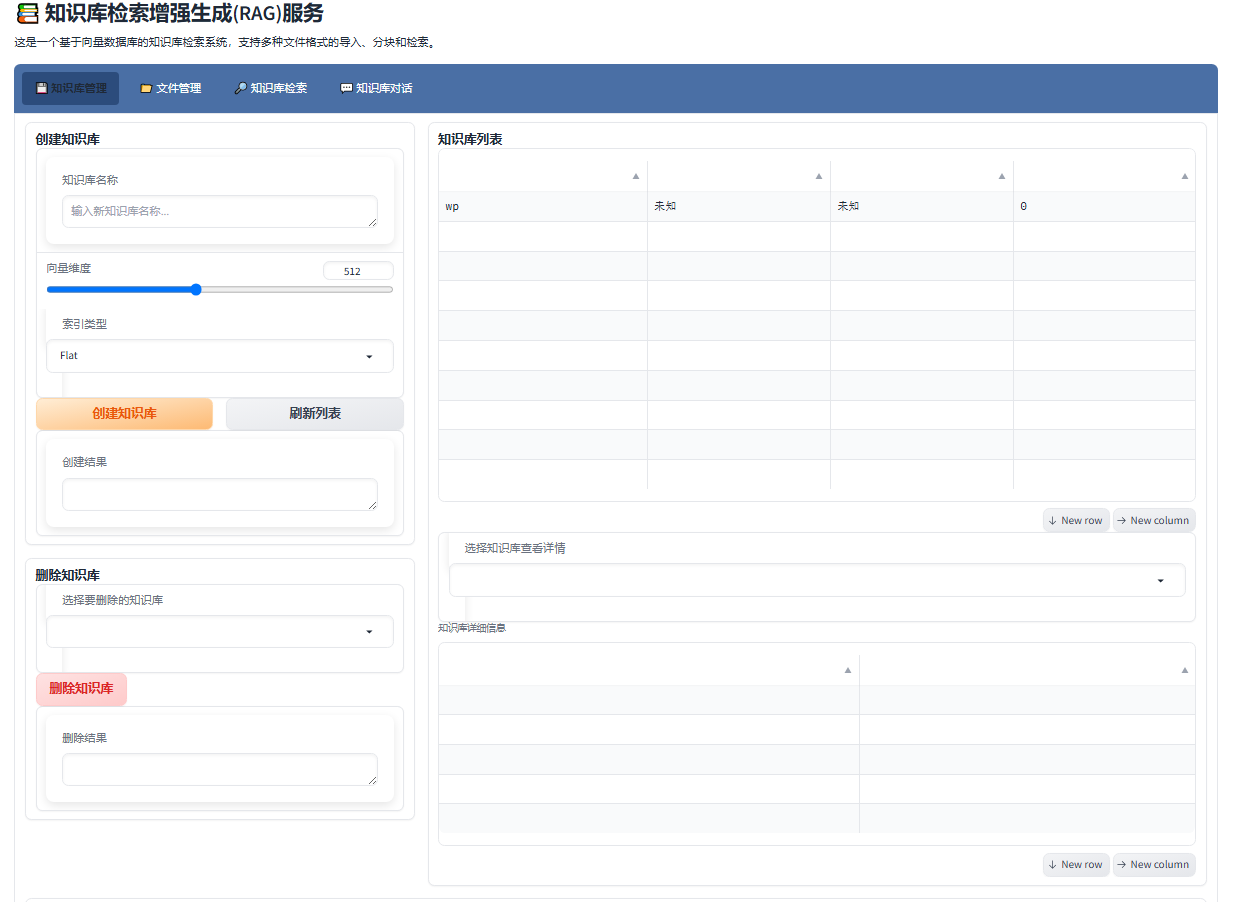 知识库检索增强生成(RAG)服务
这是一个基于向量数据库的知识库检索系统，支持多种文件格式的导入、分块和检索。
知识库管理 文件管理 知识库检索 知识库对话
创建知识库
知识库名称
输入新知识库名称...
向量维度 512
索引类型
Flat
创建知识库 刷新列表
创建结果
删除知识库
选择要删除的知识库
删除知识库
删除结果
知识库列表
wp 未知 未知 0
New row New column
选择知识库查看详情
知识库详细信息
New row New column